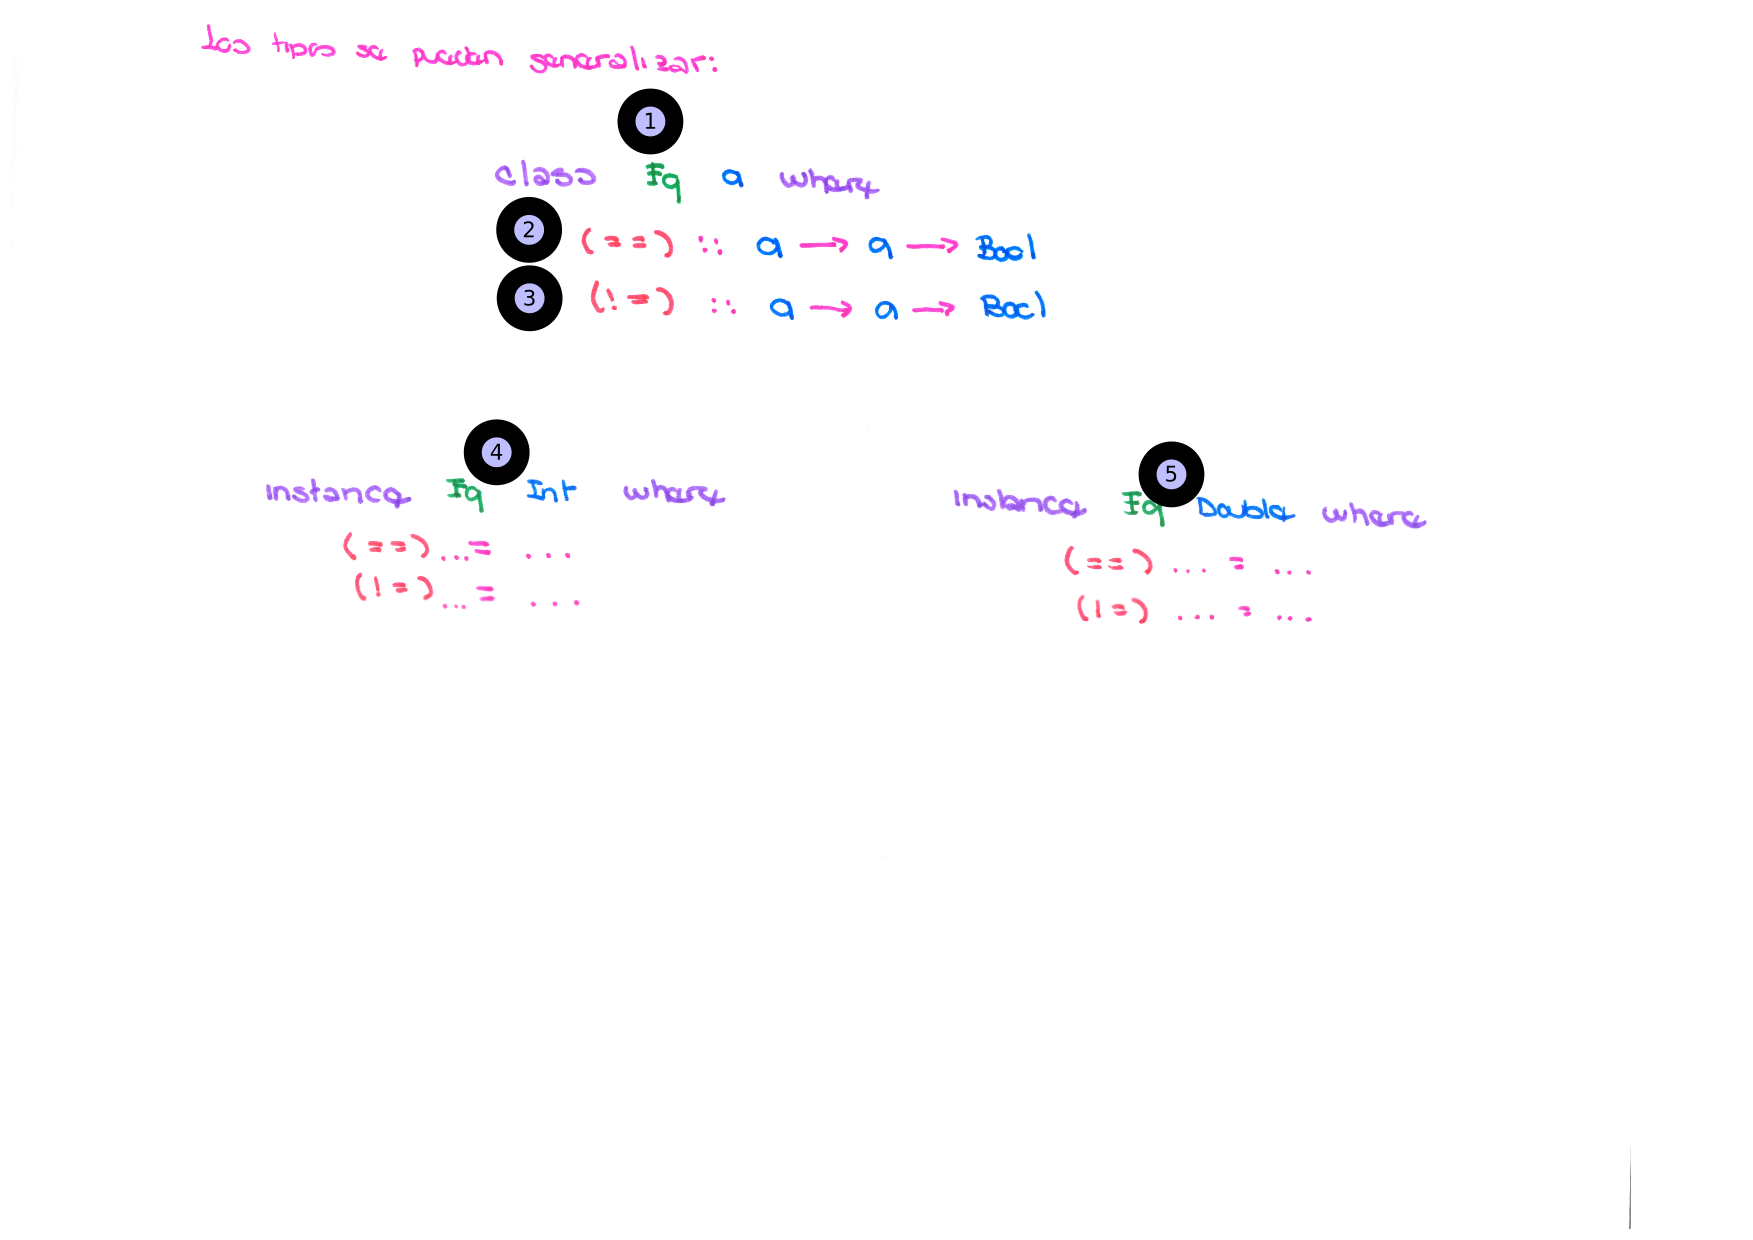 Los tipos se pueden generalizar:
1
class Eq a where
2 (==) :: a → a → Bool
3 (!=) :: a → a → Bool
4
instance Eq Int where
(==) ... = ...
(!=) ... = ...
5
instance Eq Double where
(==) ... = ...
(!=) ... = ...